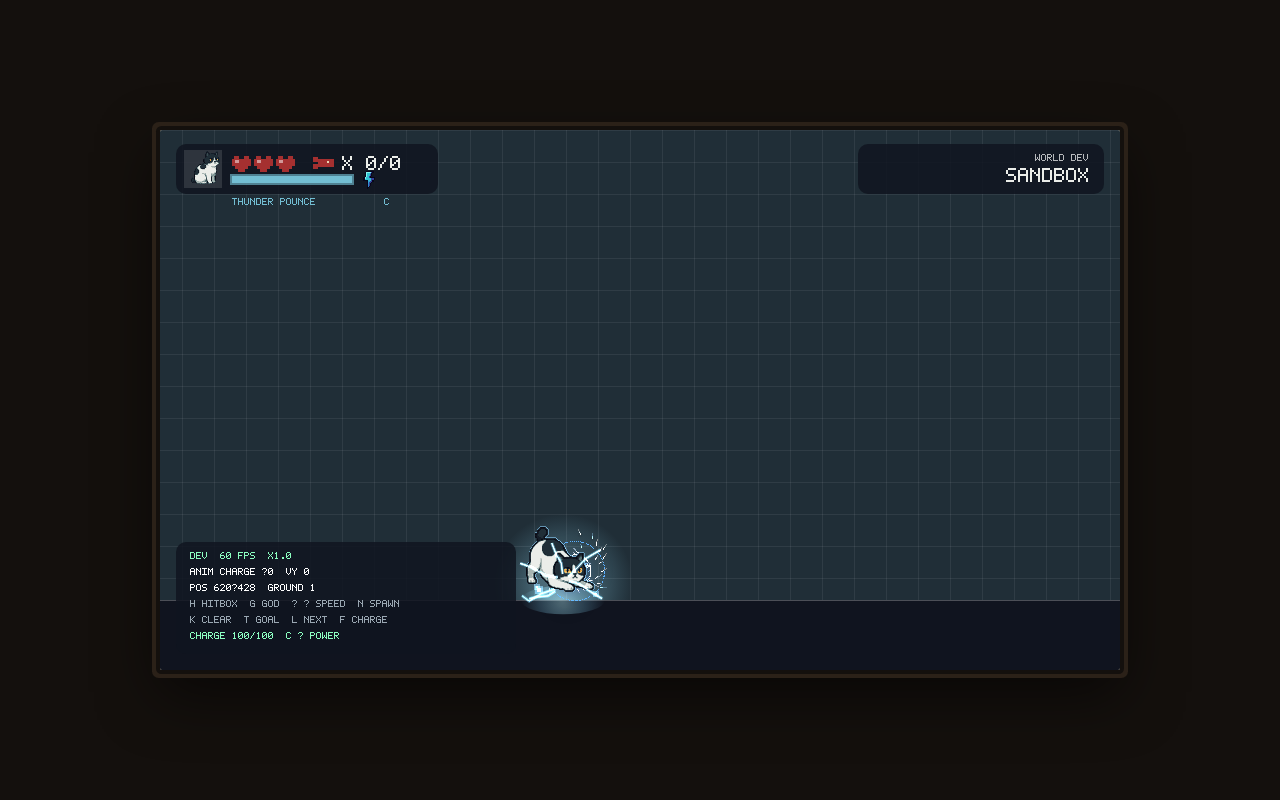 X 0/0
THUNDER POUNCE C
WORLD DEV
SANDBOX
DEV 60 FPS X1.0
ANIM CHARGE ?0 VY 0
POS 620?428 GROUND 1
H HITBOX G GOD ? ? SPEED N SPAWN
K CLEAR T GOAL L NEXT F CHARGE
CHARGE 100/100 C ? POWER